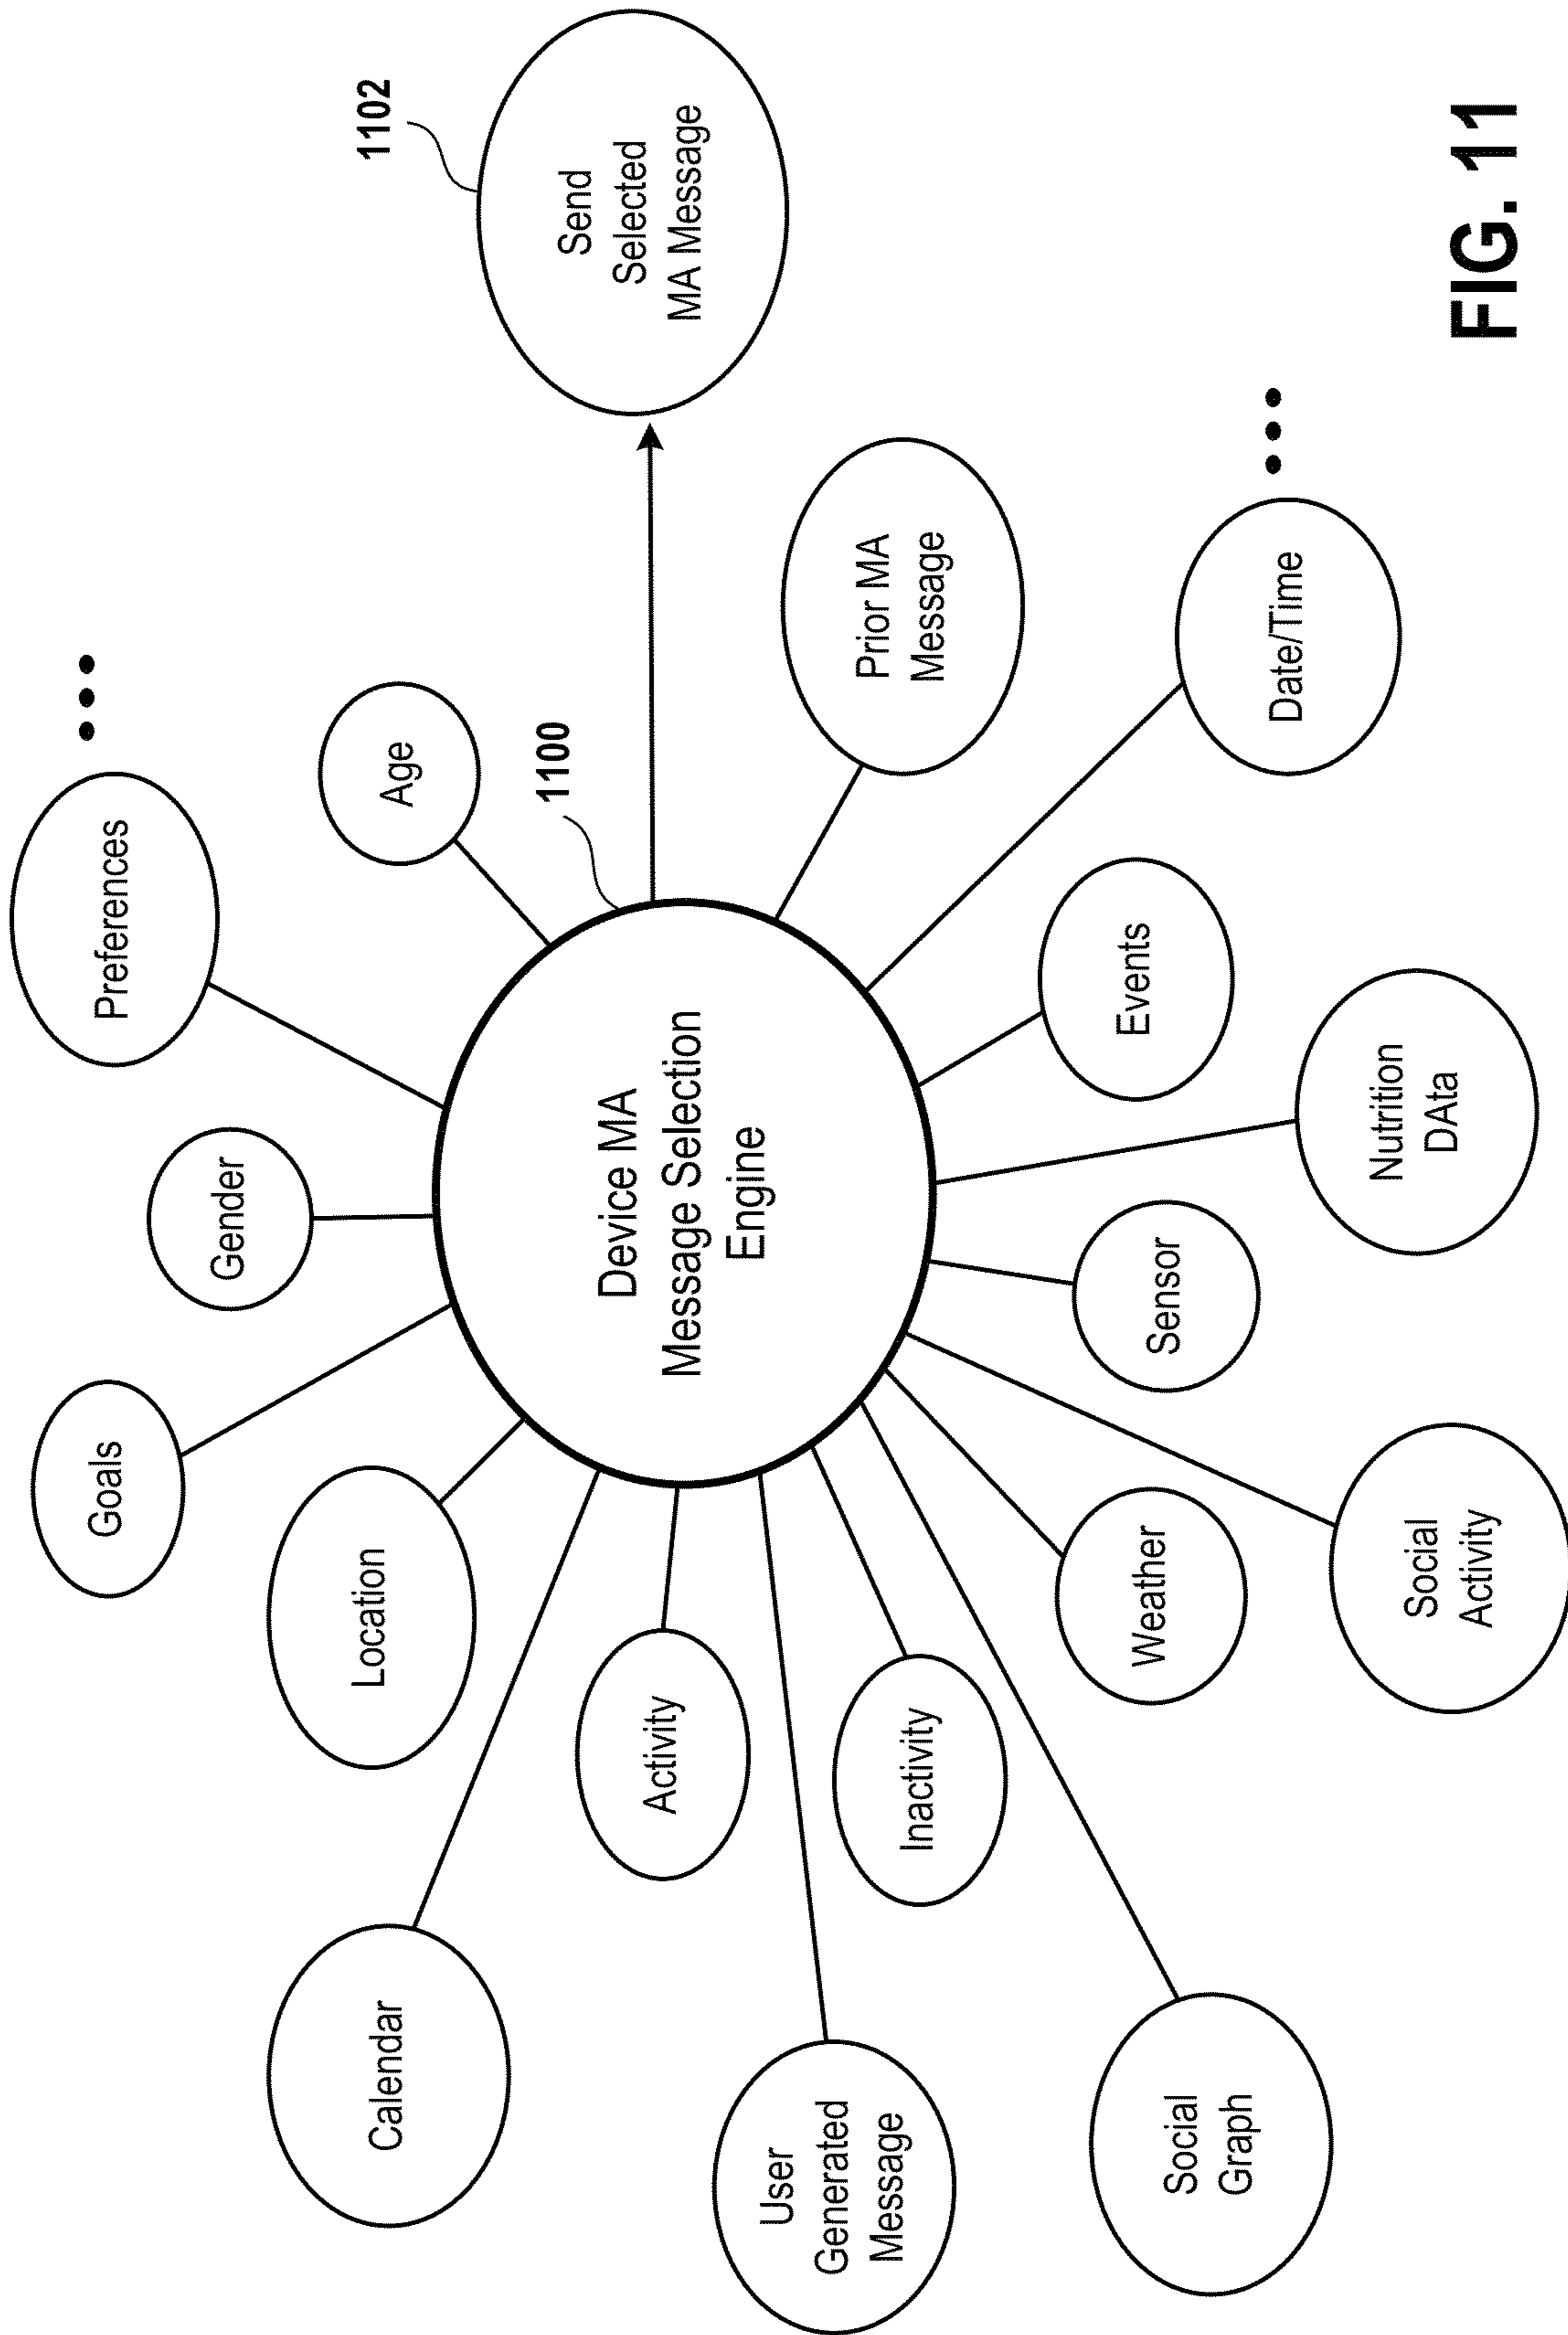 Preferences
•••
Goals
Gender
Age
1102
Calendar
Location
1100
Send
Selected
MA Message
Device MA
Message Selection
Engine
Activity
User
Generated
Message
Inactivity
Prior MA
Message
Events
Weather
Sensor
Social
Graph
Date/Time
•••
Nutrition
DAta
Social
Activity
FIG. 11